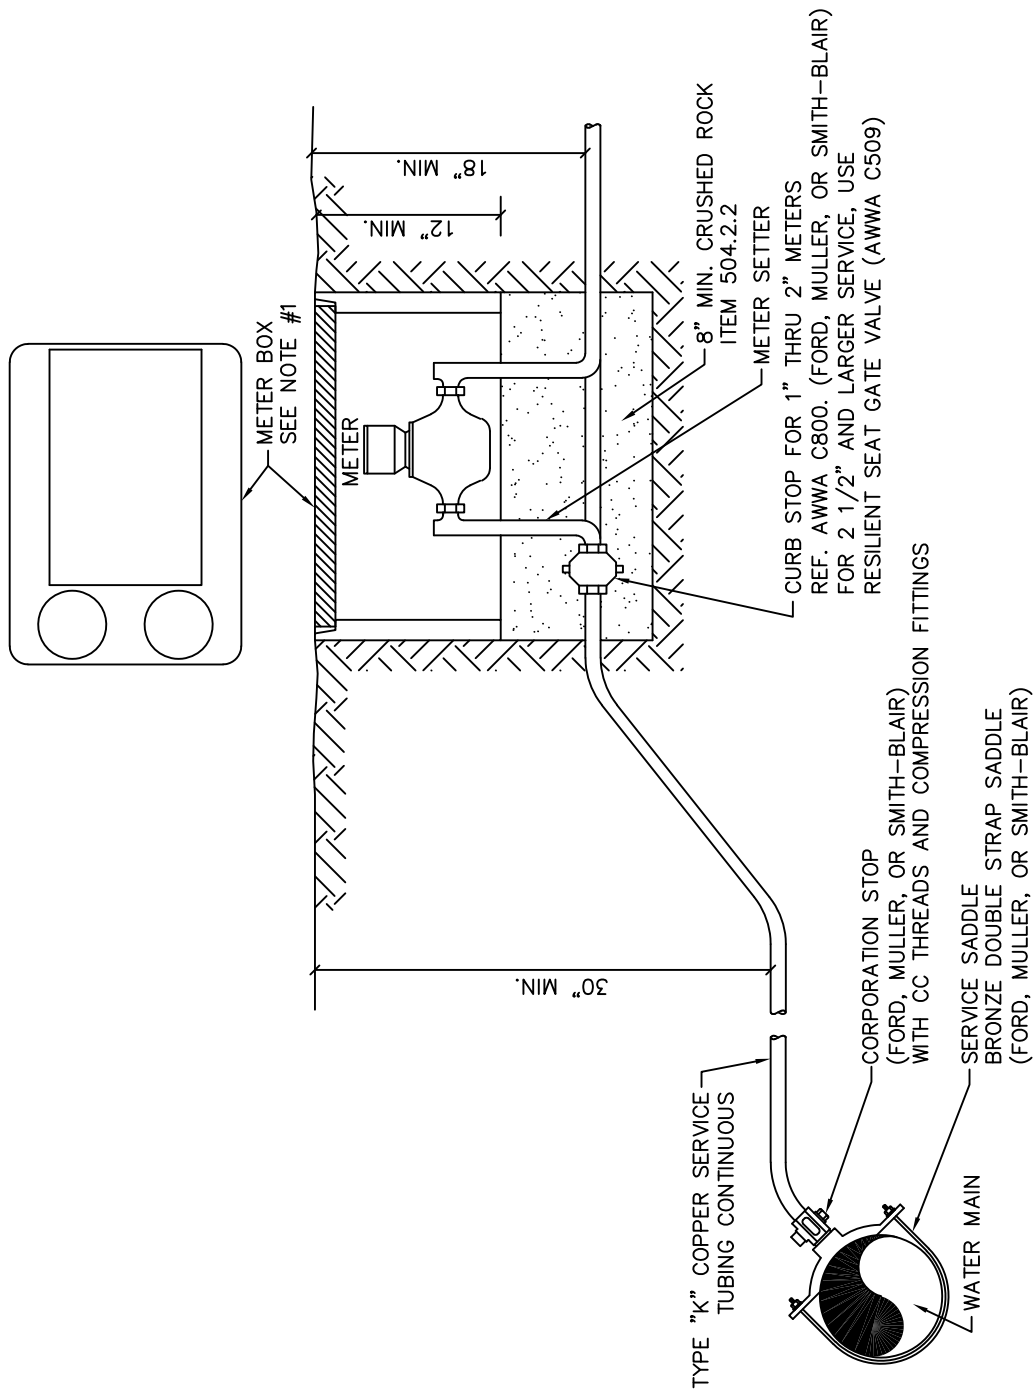 METER BOX
SEE NOTE #1
METER
18" MIN.
12" MIN.
30" MIN.
8" MIN. CRUSHED ROCK
ITEM 504.2.2
METER SETTER
CURB STOP FOR 1" THRU 2" METERS
REF. AWWA C800. (FORD, MULLER, OR SMITH-BLAIR)
FOR 2 1/2" AND LARGER SERVICE, USE
RESILIENT SEAT GATE VALVE (AWWA C509)
TYPE "K" COPPER SERVICE
TUBING CONTINUOUS
CORPORATION STOP
(FORD, MULLER, OR SMITH-BLAIR)
WITH CC THREADS AND COMPRESSION FITTINGS
SERVICE SADDLE
BRONZE DOUBLE STRAP SADDLE
(FORD, MULLER, OR SMITH-BLAIR)
WATER MAIN